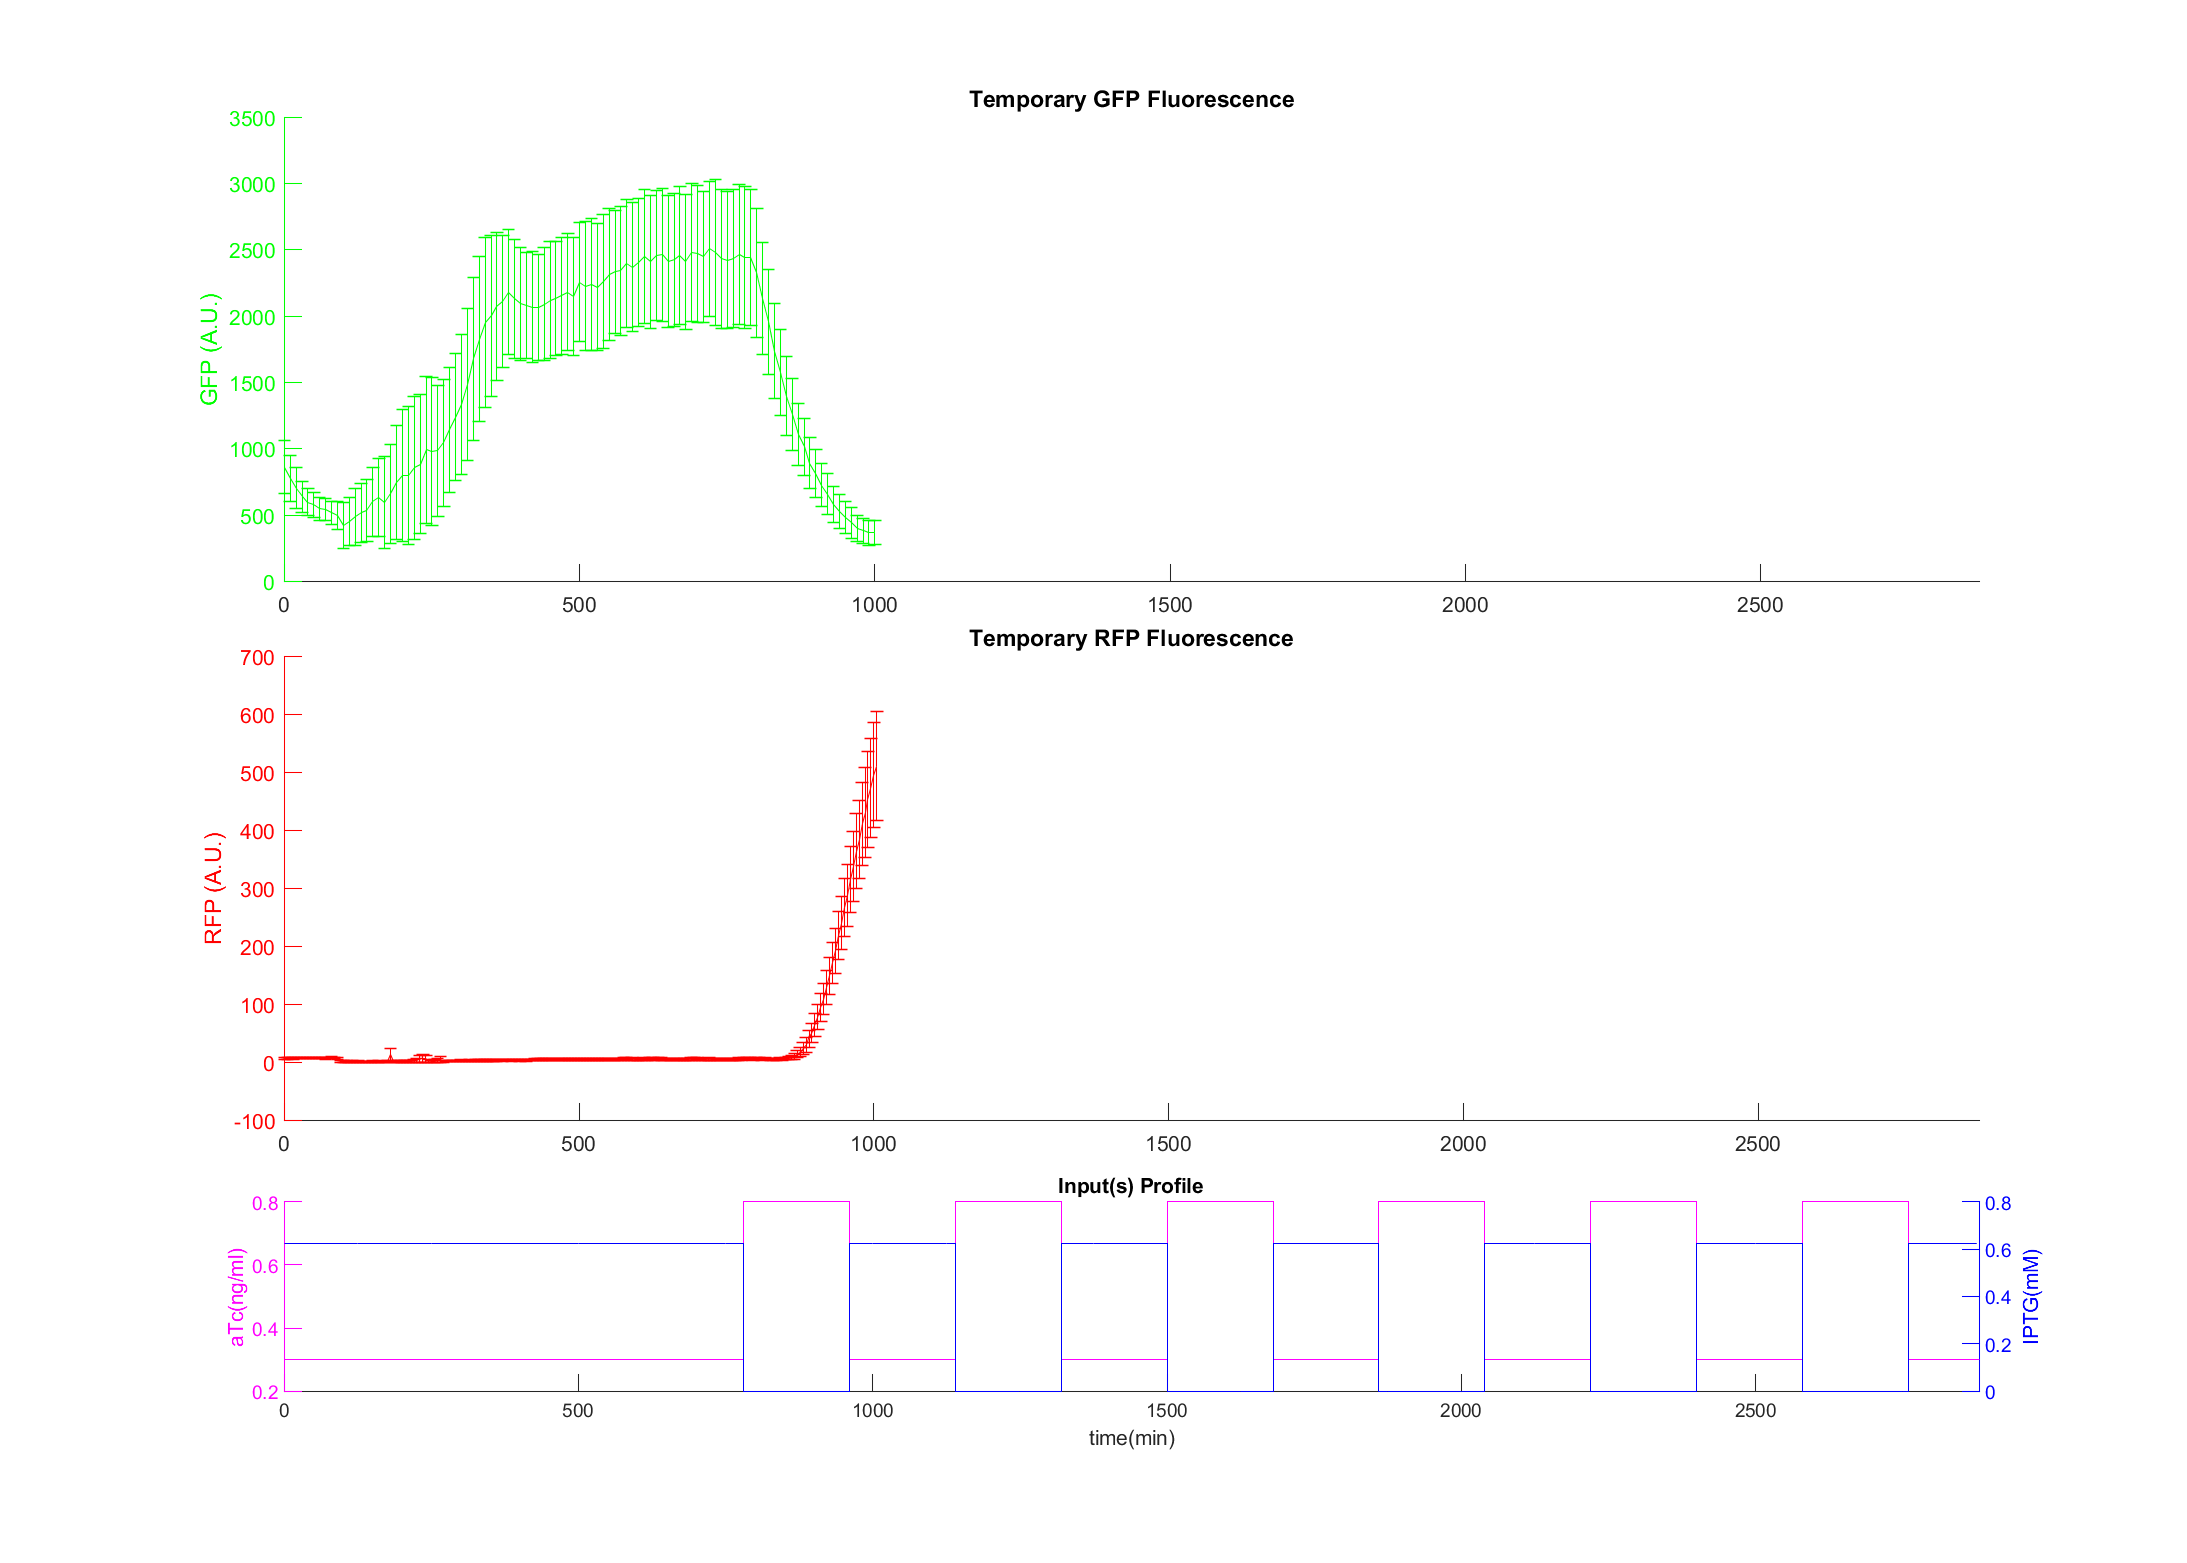 Temporary GFP Fluorescence
GFP (A.U.)
3500
3000
2500
2000
1500
1000
500
0
0 500 1000 1500 2000 2500
Temporary RFP Fluorescence
RFP (A.U.)
700
600
500
400
300
200
100
0
-100
0 500 1000 1500 2000 2500
Input(s) Profile
aTc(ng/ml)
0.8
0.6
0.4
0.2
IPTG(mM)
0.8
0.6
0.4
0.2
0
0 500 1000 1500 2000 2500
time(min)